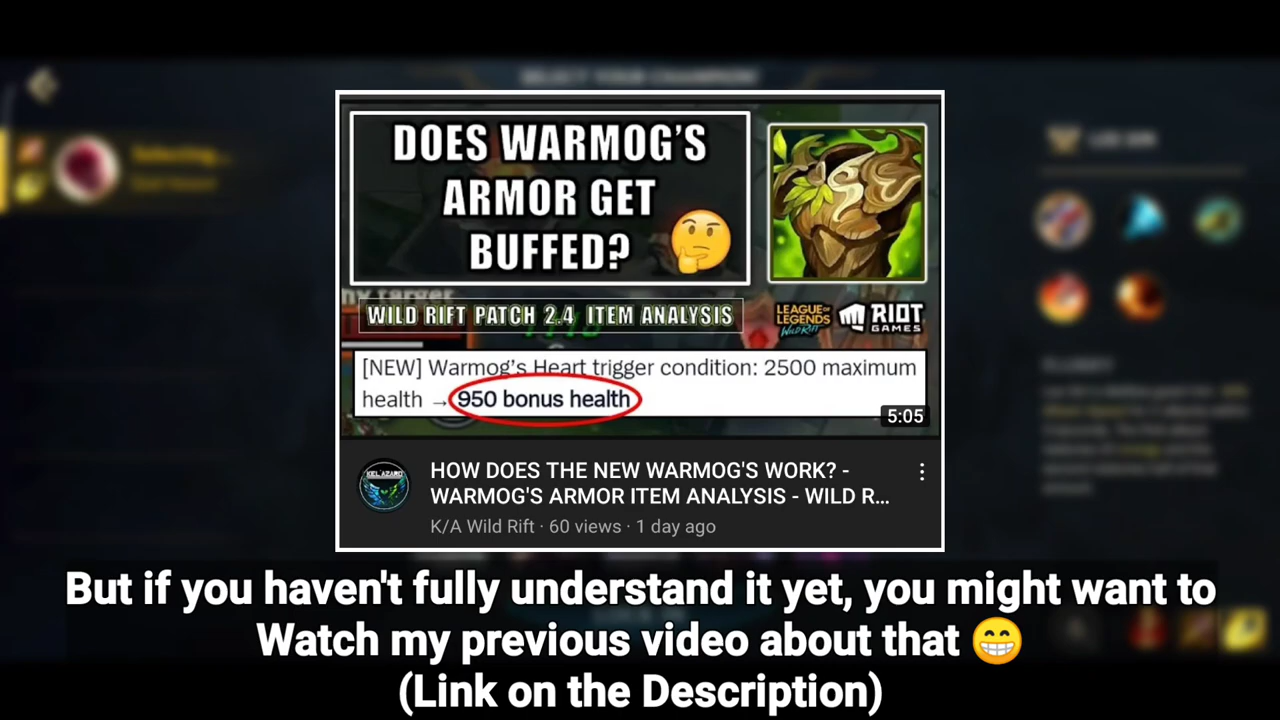 DOES WARMOG'S
ARMOR GET
BUFFED?
WILD RIFT PATCH 2.4 ITEM ANALYSIS
LEAGUE OF
LEGENDS
WILD RIFT
RIOT
GAMES
[NEW] Warmog's Heart trigger condition: 2500 maximum
health → 950 bonus health
5:05
KEL'AZARD
HOW DOES THE NEW WARMOG'S WORK? -
WARMOG'S ARMOR ITEM ANALYSIS - WILD R...
K/A Wild Rift · 60 views · 1 day ago
But if you haven't fully understand it yet, you might want to
Watch my previous video about that 😁
(Link on the Description)